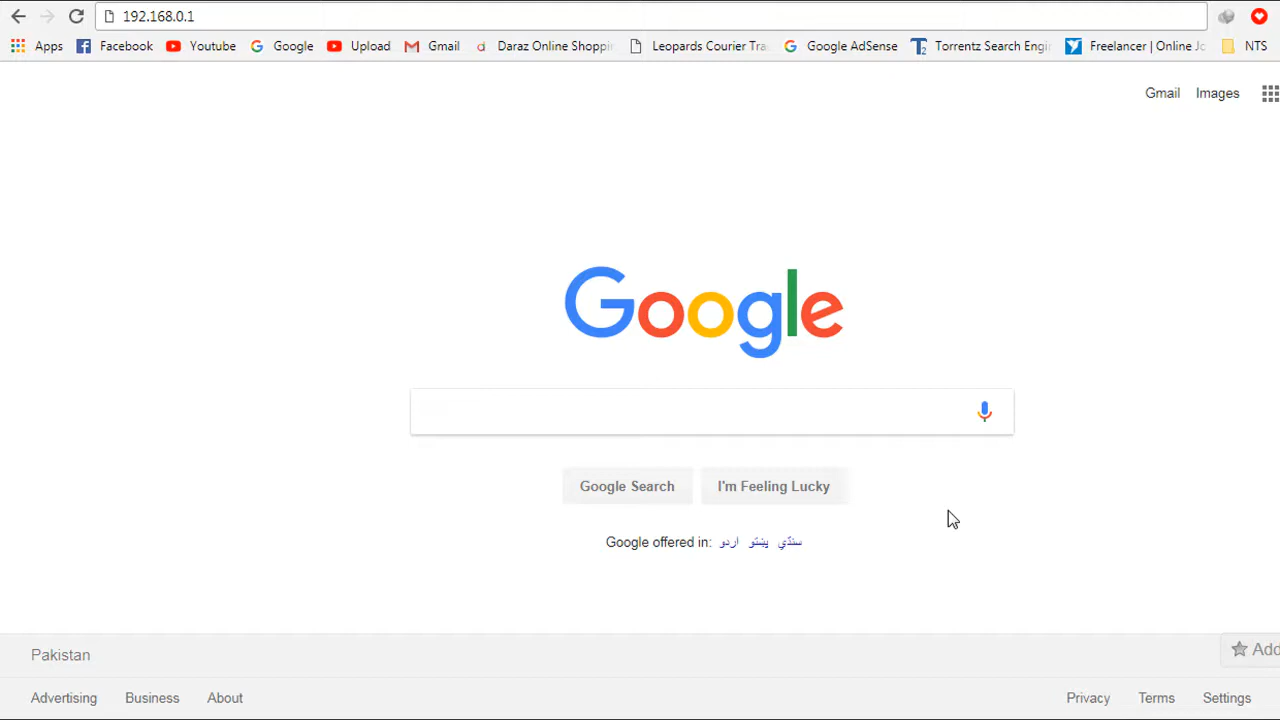 192.168.0.1
Apps Facebook Youtube Google Upload Gmail Daraz Online Shoppin Leopards Courier Tra Google AdSense Torrentz Search Engi Freelancer | Online Jo NTS
Gmail Images
Google
Google Search I'm Feeling Lucky
Google offered in: اردو پښتو سنڌي
Pakistan
Add
Advertising Business About Privacy Terms Settings